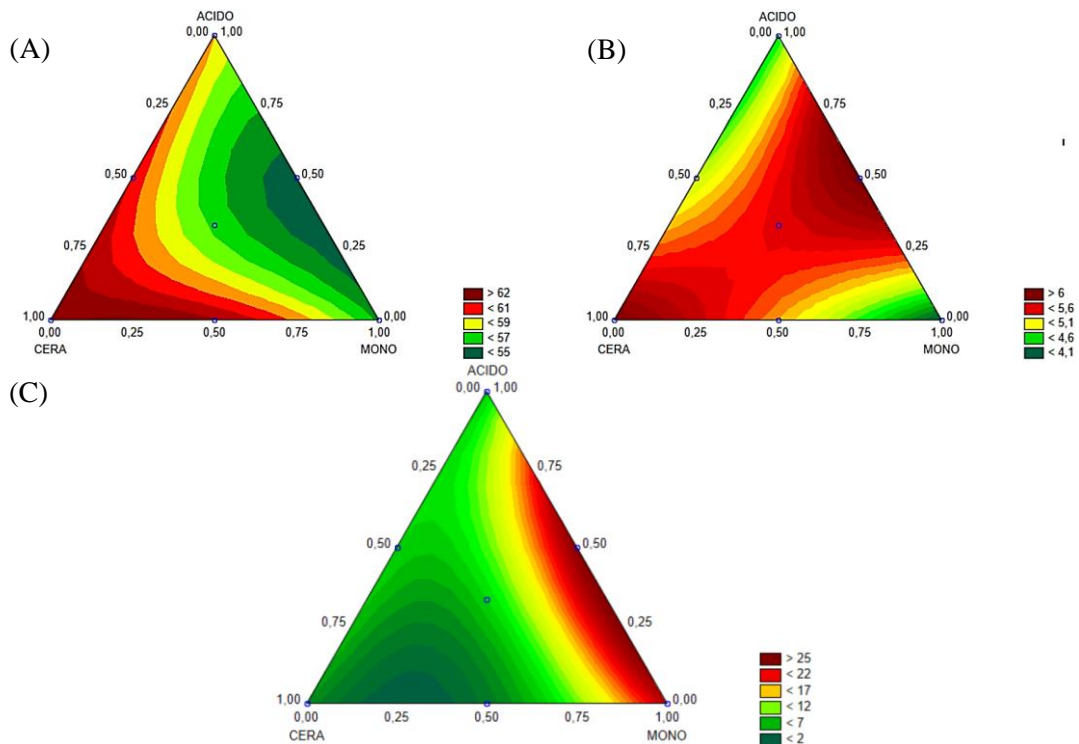 (A)
ACIDO
0,00 1,00
0,25 0,75
0,50 0,50
0,75 0,25
1,00 0,00
0,00 0,25 0,50 0,75 1,00
CERA MONO
> 62
< 61
< 59
< 57
< 55
(B)
ACIDO
0,00 1,00
0,25 0,75
0,50 0,50
0,75 0,25
1,00 0,00
0,00 0,25 0,50 0,75 1,00
CERA MONO
> 6
< 5,6
< 5,1
< 4,6
< 4,1
(C)
ACIDO
0,00 1,00
0,25 0,75
0,50 0,50
0,75 0,25
1,00 0,00
0,00 0,25 0,50 0,75 1,00
CERA MONO
> 25
< 22
< 17
< 12
< 7
< 2